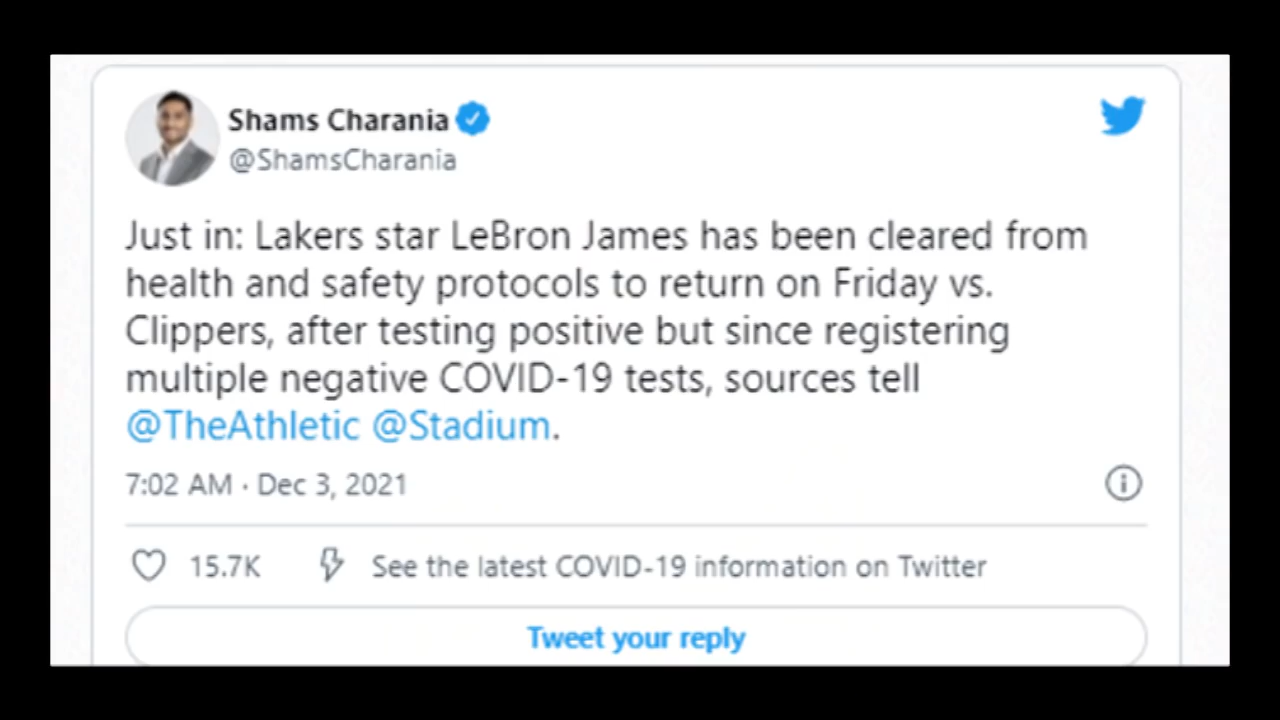 Shams Charania
@ShamsCharania
Just in: Lakers star LeBron James has been cleared from
health and safety protocols to return on Friday vs.
Clippers, after testing positive but since registering
multiple negative COVID-19 tests, sources tell
@TheAthletic @Stadium.
7:02 AM · Dec 3, 2021
15.7K See the latest COVID-19 information on Twitter
Tweet your reply